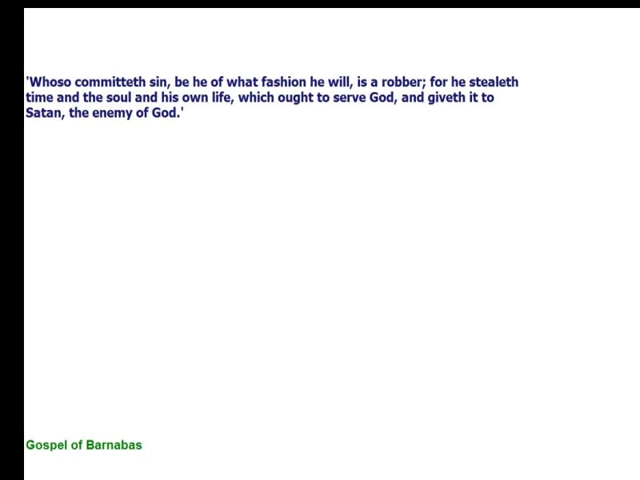 'Whoso committeth sin, be he of what fashion he will, is a robber; for he stealeth
time and the soul and his own life, which ought to serve God, and giveth it to
Satan, the enemy of God.'
Gospel of Barnabas